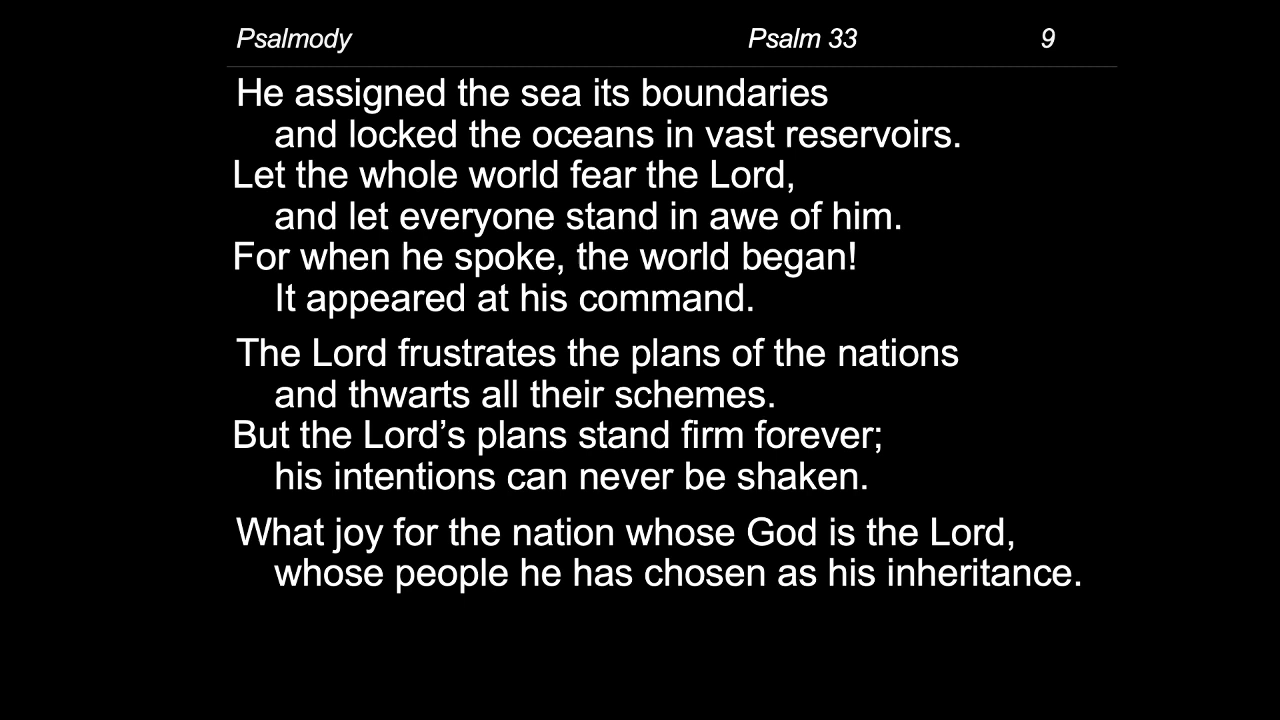 Psalmody Psalm 33 9
He assigned the sea its boundaries
and locked the oceans in vast reservoirs.
Let the whole world fear the Lord,
and let everyone stand in awe of him.
For when he spoke, the world began!
It appeared at his command.
The Lord frustrates the plans of the nations
and thwarts all their schemes.
But the Lord’s plans stand firm forever;
his intentions can never be shaken.
What joy for the nation whose God is the Lord,
whose people he has chosen as his inheritance.